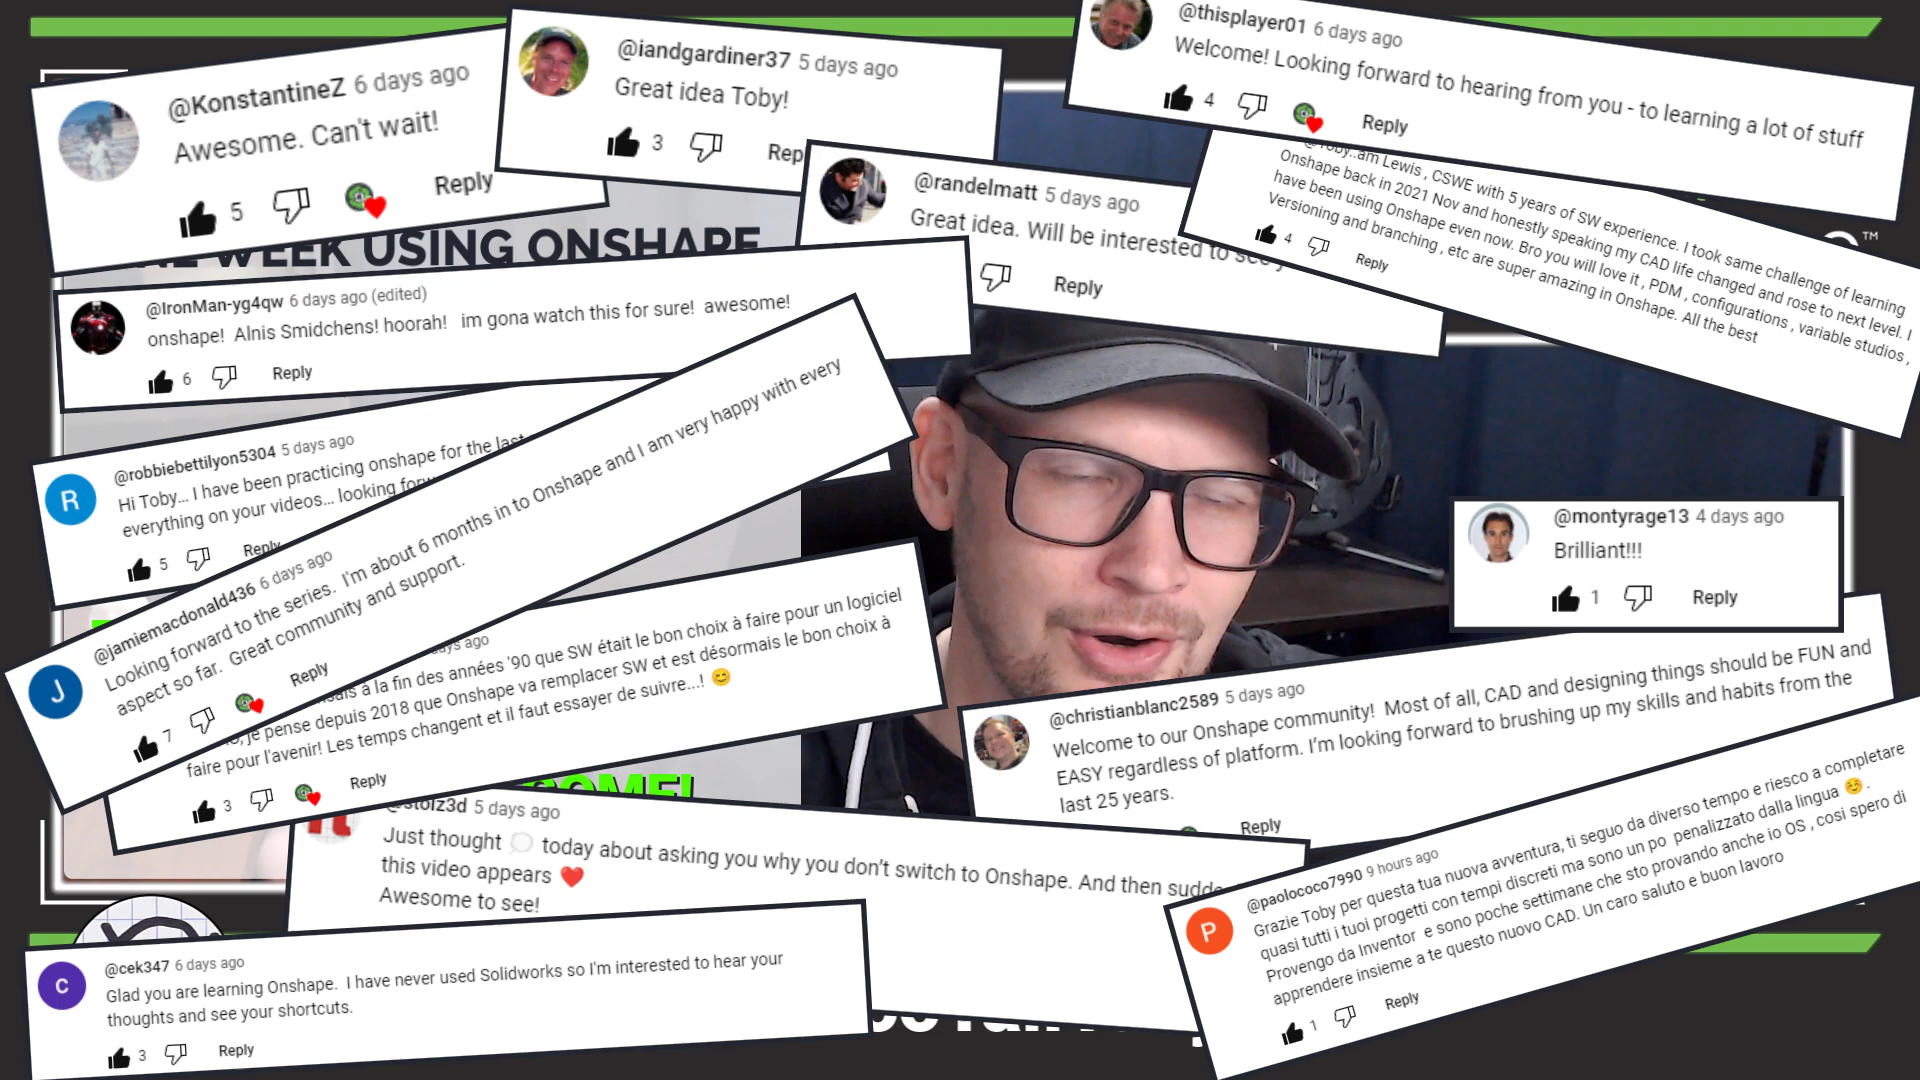 @KonstantineZ 6 days ago
Awesome. Can't wait!
5
Reply
@iandgardiner37 5 days ago
Great idea Toby!
3
@thisplayer01 6 days ago
Welcome! Looking forward to hearing from you - to learning a lot of stuff
4
Reply
@randelmatt 5 days ago
Great idea. Will be interested to
Reply
Lewis , CSWE with 5 years of SW experience. I took same challenge of learning
Onshape back in 2021 Nov and honestly speaking my CAD life changed and rose to next level. I
have been using Onshape even now. Bro you will love it , PDM , configurations , variable studios ,
Versioning and branching , etc are super amazing in Onshape. All the best
4
Reply
WEEK USING ONSHAPE
TM
@IronMan-yg4qw 6 days ago (edited)
onshape! Alnis Smidchens! hoorah! im gona watch this for sure! awesome!
6
Reply
R
@robbiebettilyon5304 5 days ago
Hi Toby... I have been practicing onshape for the last
everything on your videos... looking
5
Reply
J
@jamiemacdonald436 6 days ago
Looking forward to the series. I'm about 6 months in to Onshape and I am very happy with every
aspect so far. Great community and support.
7
Reply
ago
à la fin des années '90 que SW était le bon choix à faire pour un logiciel
je pense depuis 2018 que Onshape va remplacer SW et est désormais le bon choix à
faire pour l'avenir! Les temps changent et il faut essayer de suivre...! 😊
3
Reply
@montyrage13 4 days ago
Brilliant!!!
1
Reply
@christianblanc2589 5 days ago
Welcome to our Onshape community! Most of all, CAD and designing things should be FUN and
EASY regardless of platform. I'm looking forward to brushing up my skills and habits from the
last 25 years.
Reply
@stolz3d 5 days ago
Just thought 💭 today about asking you why you don't switch to Onshape. And then
this video appears ❤️
Awesome to see!
P
@paolococo7990 9 hours ago
Grazie Toby per questa tua nuova avventura, ti seguo da diverso tempo e riesco a completare
quasi tutti i tuoi progetti con tempi discreti ma sono un po penalizzato dalla lingua ☺️ .
Provengo da Inventor e sono poche settimane che sto provando anche io OS , cosi spero di
apprendere insieme a te questo nuovo CAD. Un caro saluto e buon lavoro
1
Reply
C
@cek347 6 days ago
Glad you are learning Onshape. I have never used Solidworks so I'm interested to hear your
thoughts and see your shortcuts.
3
Reply